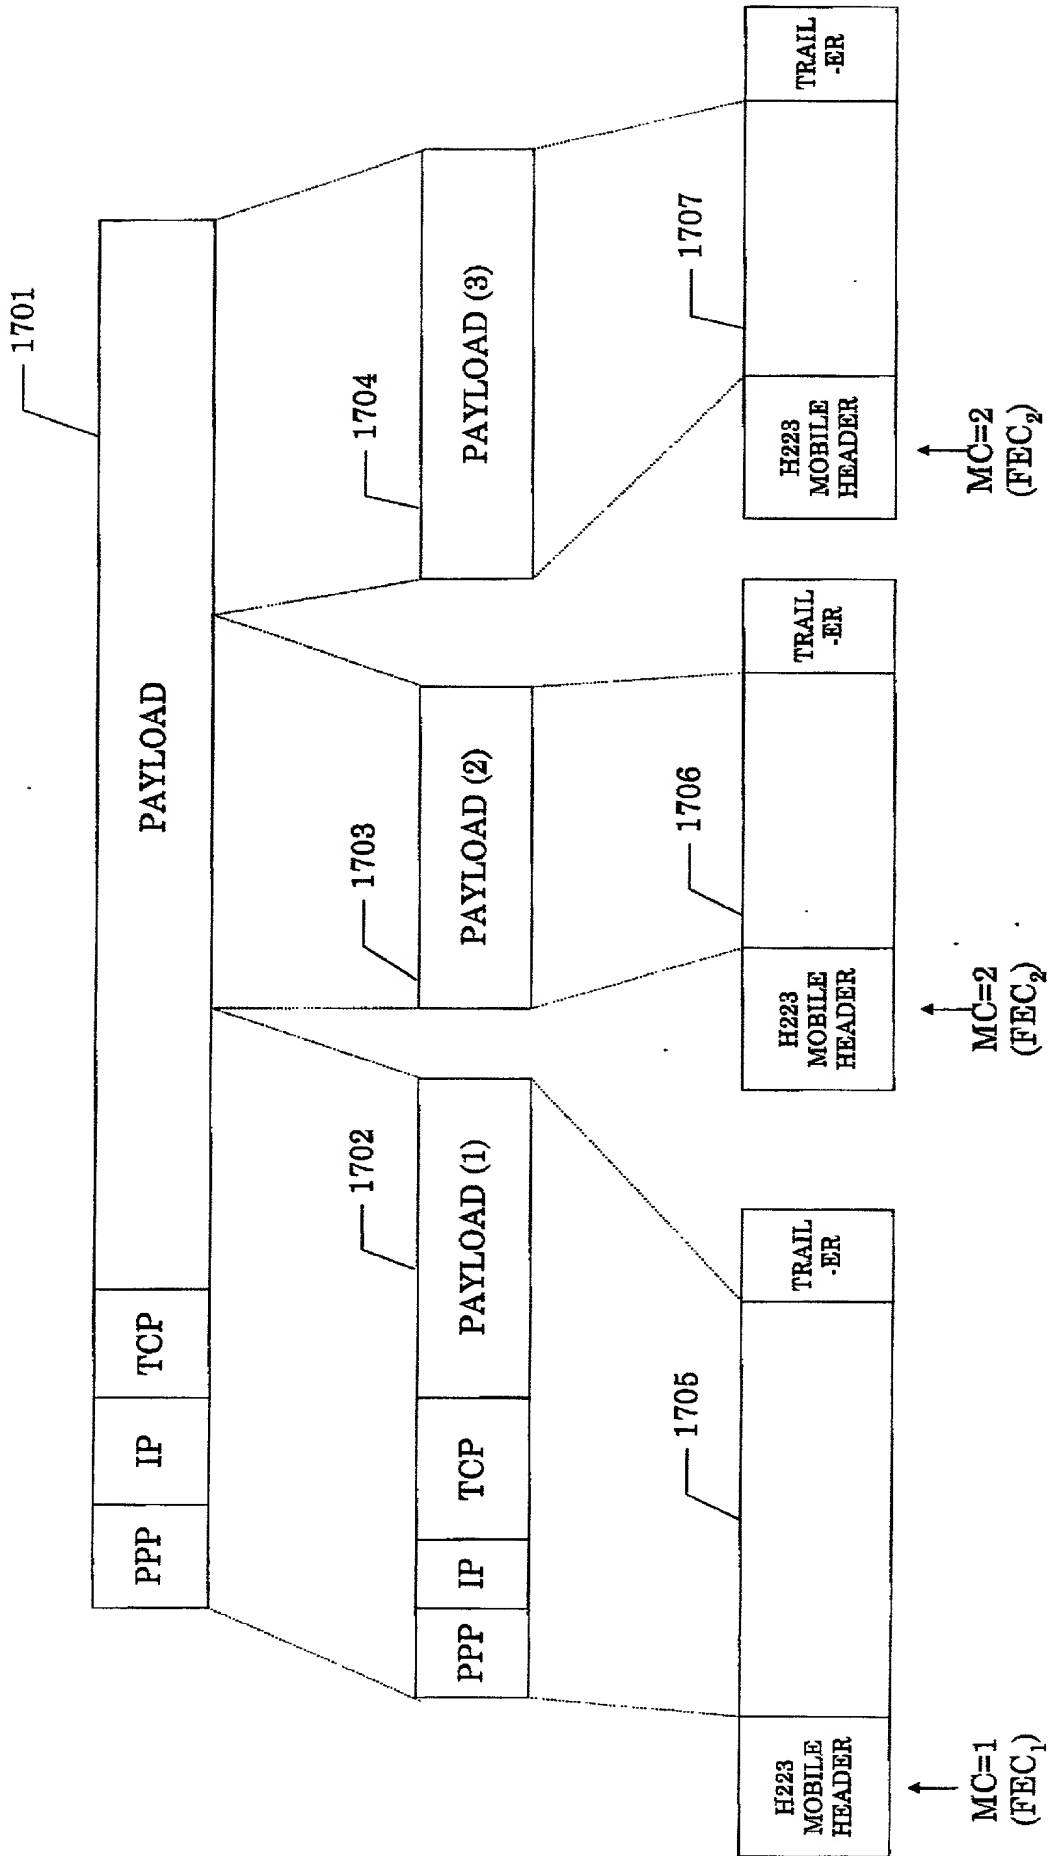 1701
PPP
IP
TCP
PAYLOAD
1702
1703
1704
PPP
IP
TCP
PAYLOAD (1)
PAYLOAD (2)
PAYLOAD (3)
1705
1706
1707
H223
MOBILE
HEADER
TRAIL
-ER
H223
MOBILE
HEADER
TRAIL
-ER
H223
MOBILE
HEADER
TRAIL
-ER
MC=1
(FEC₁)
MC=2
(FEC₂)
MC=2
(FEC₂)